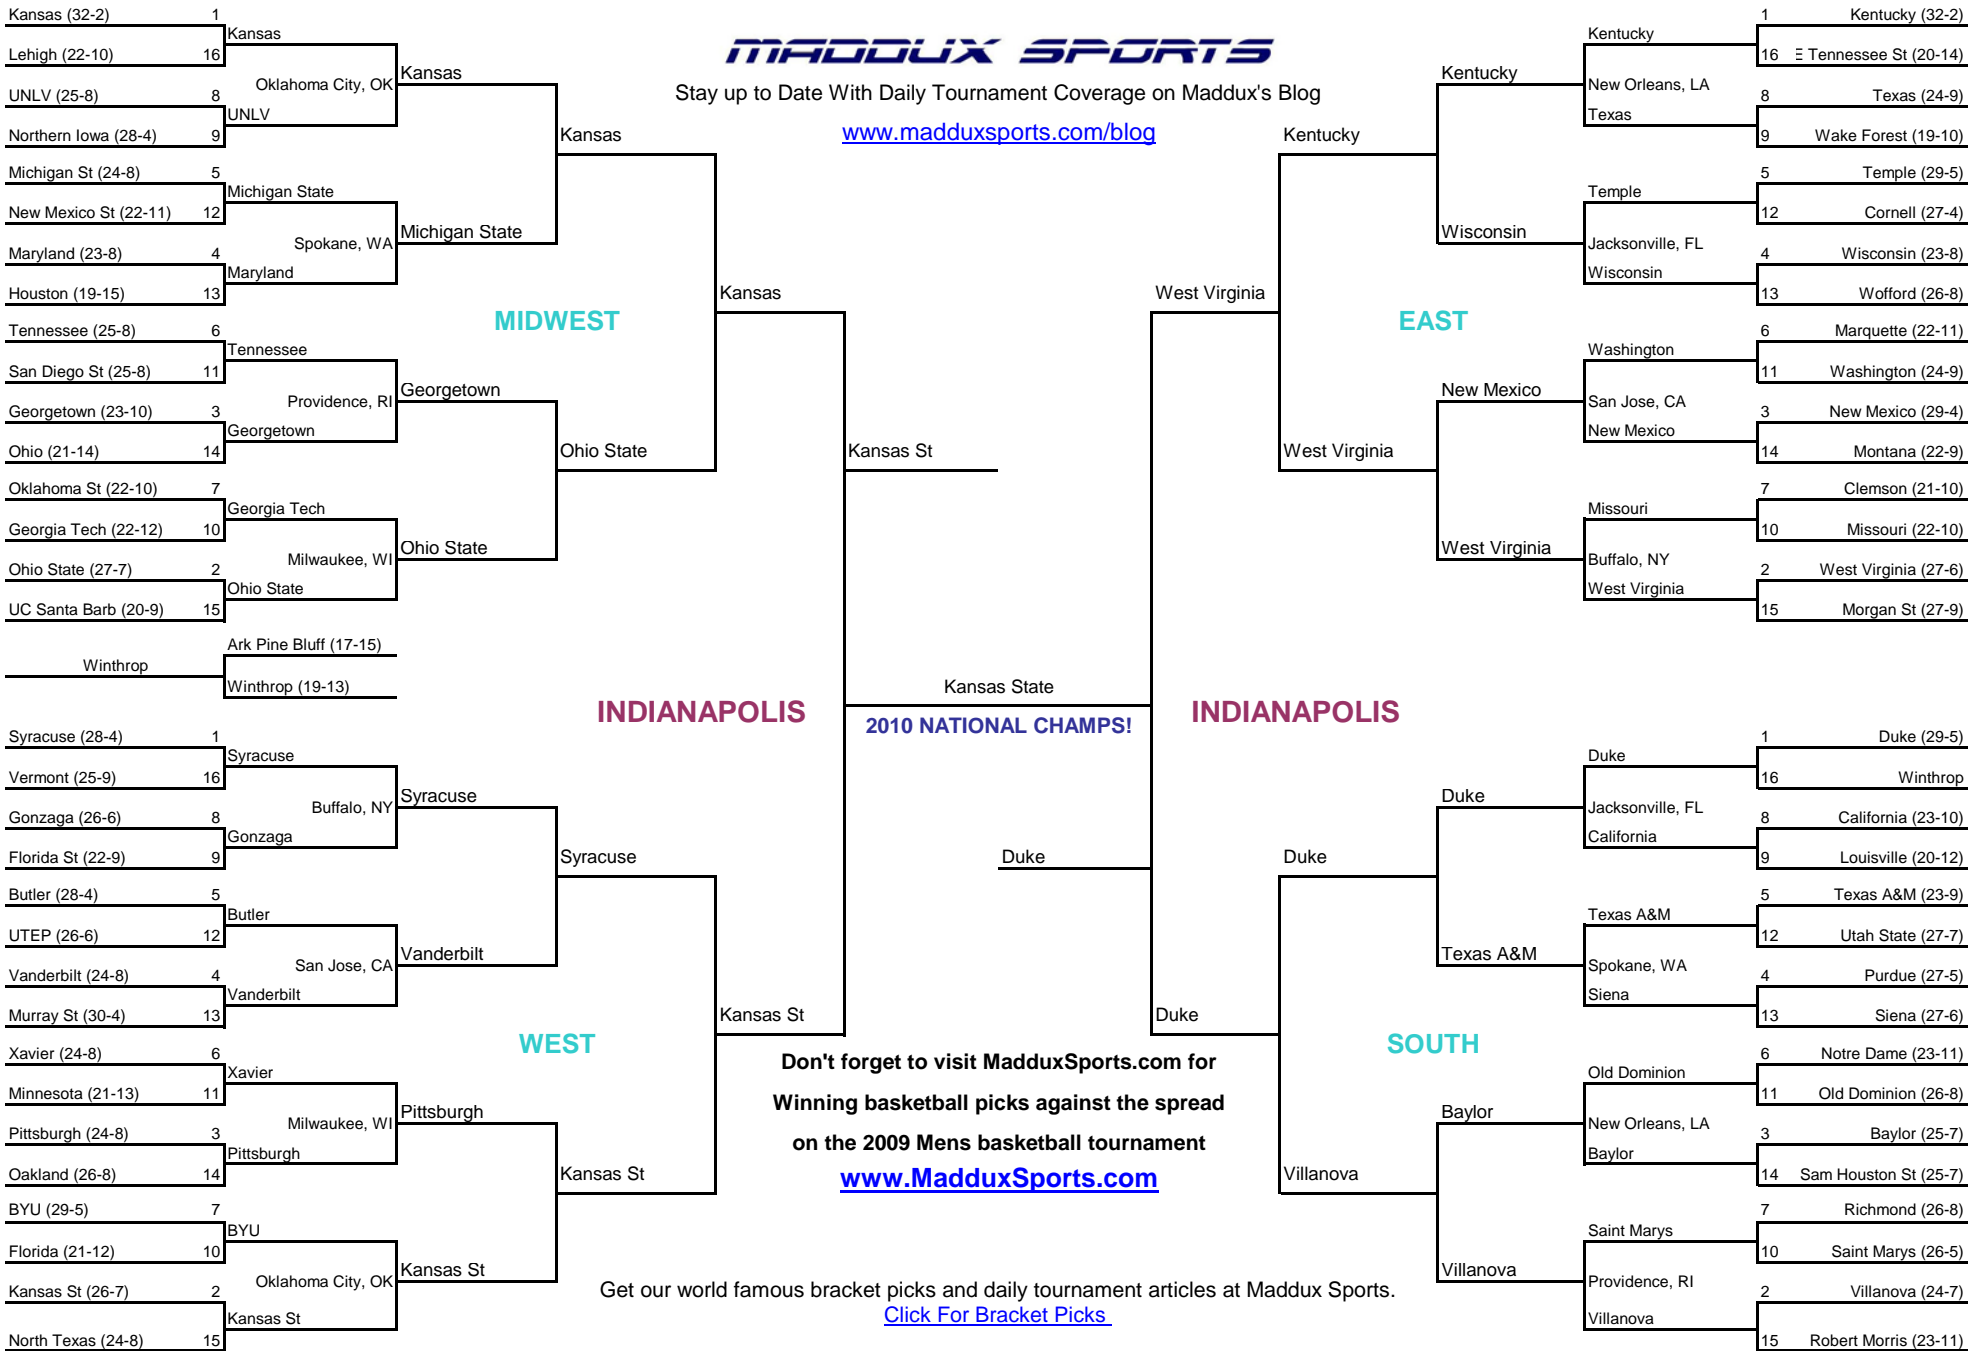 MADDUX SPORTS
Stay up to Date With Daily Tournament Coverage on Maddux's Blog
www.madduxsports.com/blog
Kansas (32-2) 1
Lehigh (22-10) 16
UNLV (25-8) 8
Northern Iowa (28-4) 9
Michigan St (24-8) 5
New Mexico St (22-11) 12
Maryland (23-8) 4
Houston (19-15) 13
Tennessee (25-8) 6
San Diego St (25-8) 11
Georgetown (23-10) 3
Ohio (21-14) 14
Oklahoma St (22-10) 7
Georgia Tech (22-12) 10
Ohio State (27-7) 2
UC Santa Barb (20-9) 15
Kansas
Oklahoma City, OK
UNLV
Michigan State
Spokane, WA
Maryland
Tennessee
Providence, RI
Georgetown
Georgia Tech
Milwaukee, WI
Ohio State
Kansas
Michigan State
Georgetown
Ohio State
Kansas
Ohio State
MIDWEST
Kansas
Winthrop
Ark Pine Bluff (17-15)
Winthrop (19-13)
INDIANAPOLIS
Syracuse (28-4) 1
Vermont (25-9) 16
Gonzaga (26-6) 8
Florida St (22-9) 9
Butler (28-4) 5
UTEP (26-6) 12
Vanderbilt (24-8) 4
Murray St (30-4) 13
Xavier (24-8) 6
Minnesota (21-13) 11
Pittsburgh (24-8) 3
Oakland (26-8) 14
BYU (29-5) 7
Florida (21-12) 10
Kansas St (26-7) 2
North Texas (24-8) 15
Syracuse
Buffalo, NY
Gonzaga
Butler
San Jose, CA
Vanderbilt
Xavier
Milwaukee, WI
Pittsburgh
BYU
Oklahoma City, OK
Kansas St
Syracuse
Vanderbilt
Pittsburgh
Kansas St
Syracuse
Kansas St
WEST
Kansas St
Kansas St
Kansas State
2010 NATIONAL CHAMPS!
Duke
1 Kentucky (32-2)
16 E Tennessee St (20-14)
8 Texas (24-9)
9 Wake Forest (19-10)
5 Temple (29-5)
12 Cornell (27-4)
4 Wisconsin (23-8)
13 Wofford (26-8)
6 Marquette (22-11)
11 Washington (24-9)
3 New Mexico (29-4)
14 Montana (22-9)
7 Clemson (21-10)
10 Missouri (22-10)
2 West Virginia (27-6)
15 Morgan St (27-9)
Kentucky
New Orleans, LA
Texas
Temple
Jacksonville, FL
Wisconsin
Washington
San Jose, CA
New Mexico
Missouri
Buffalo, NY
West Virginia
Kentucky
Wisconsin
New Mexico
West Virginia
Kentucky
West Virginia
EAST
West Virginia
INDIANAPOLIS
1 Duke (29-5)
16 Winthrop
8 California (23-10)
9 Louisville (20-12)
5 Texas A&M (23-9)
12 Utah State (27-7)
4 Purdue (27-5)
13 Siena (27-6)
6 Notre Dame (23-11)
11 Old Dominion (26-8)
3 Baylor (25-7)
14 Sam Houston St (25-7)
7 Richmond (26-8)
10 Saint Marys (26-5)
2 Villanova (24-7)
15 Robert Morris (23-11)
Duke
Jacksonville, FL
California
Texas A&M
Spokane, WA
Siena
Old Dominion
New Orleans, LA
Baylor
Saint Marys
Providence, RI
Villanova
Duke
Texas A&M
Baylor
Villanova
Duke
Villanova
SOUTH
Duke
Don't forget to visit MadduxSports.com for
Winning basketball picks against the spread
on the 2009 Mens basketball tournament
www.MadduxSports.com
Get our world famous bracket picks and daily tournament articles at Maddux Sports.
Click For Bracket Picks